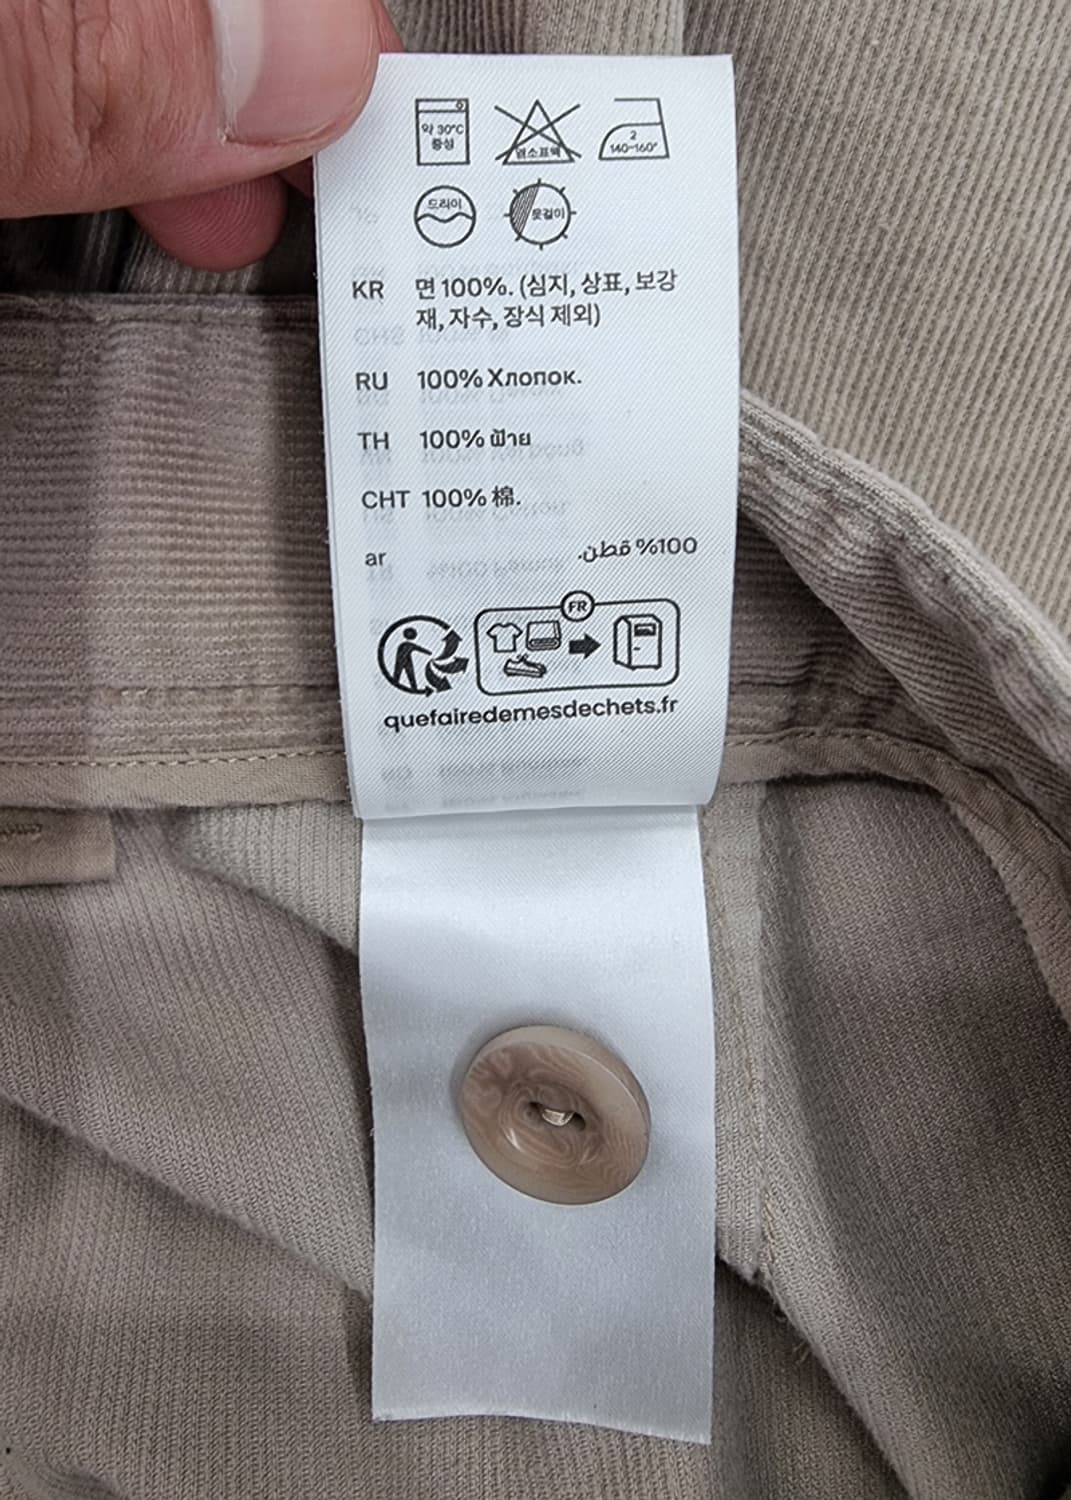 약 30°C
중성
염소표백
2
140~160°
드라이
옷걸이
KR 면 100%. (심지, 상표, 보강
재, 자수, 장식 제외)
RU 100% Хлопок.
TH 100% ฝ้าย
CHT 100% 棉.
ar 100% قطن.
FR
quefairedemesdechets.fr